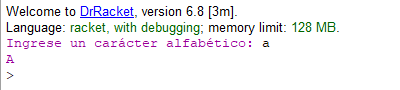 Welcome to DrRacket, version 6.8 [3m].
Language: racket, with debugging; memory limit: 128 MB.
Ingrese un carácter alfabético: a
A
>